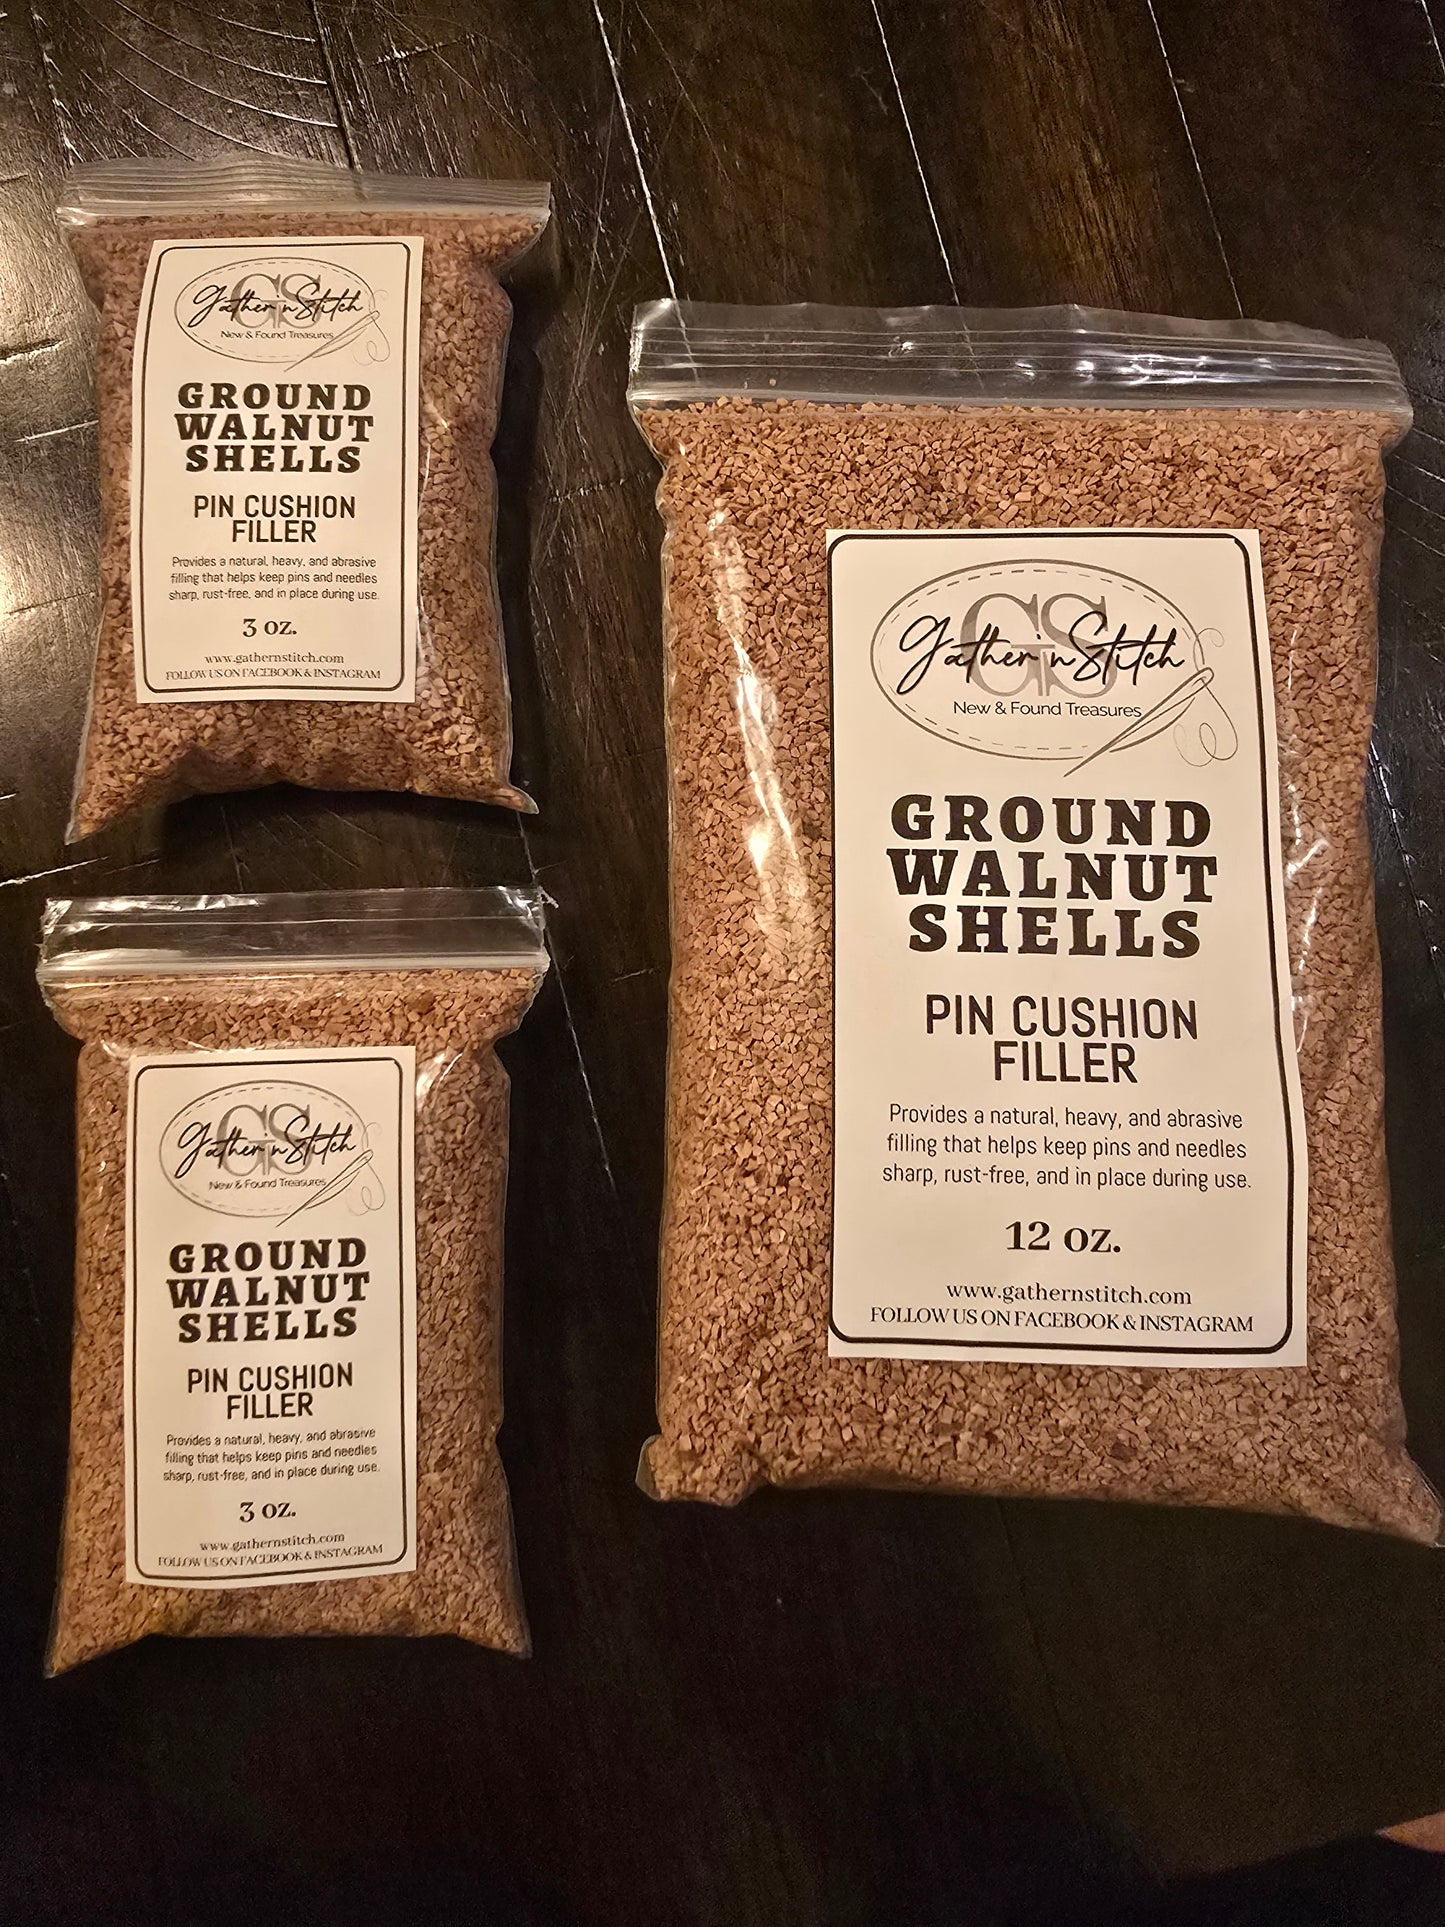 GS
Gather 'n Stitch
New & Found Treasures
GROUND
WALNUT
SHELLS
PIN CUSHION
FILLER
Provides a natural, heavy, and abrasive
filling that helps keep pins and needles
sharp, rust-free, and in place during use.
3 oz.
www.gathernstitch.com
FOLLOW US ON FACEBOOK & INSTAGRAM
GS
Gather 'n Stitch
New & Found Treasures
GROUND
WALNUT
SHELLS
PIN CUSHION
FILLER
Provides a natural, heavy, and abrasive
filling that helps keep pins and needles
sharp, rust-free, and in place during use.
3 oz.
www.gathernstitch.com
FOLLOW US ON FACEBOOK & INSTAGRAM
GS
Gather 'n Stitch
New & Found Treasures
GROUND
WALNUT
SHELLS
PIN CUSHION
FILLER
Provides a natural, heavy, and abrasive
filling that helps keep pins and needles
sharp, rust-free, and in place during use.
12 oz.
www.gathernstitch.com
FOLLOW US ON FACEBOOK & INSTAGRAM